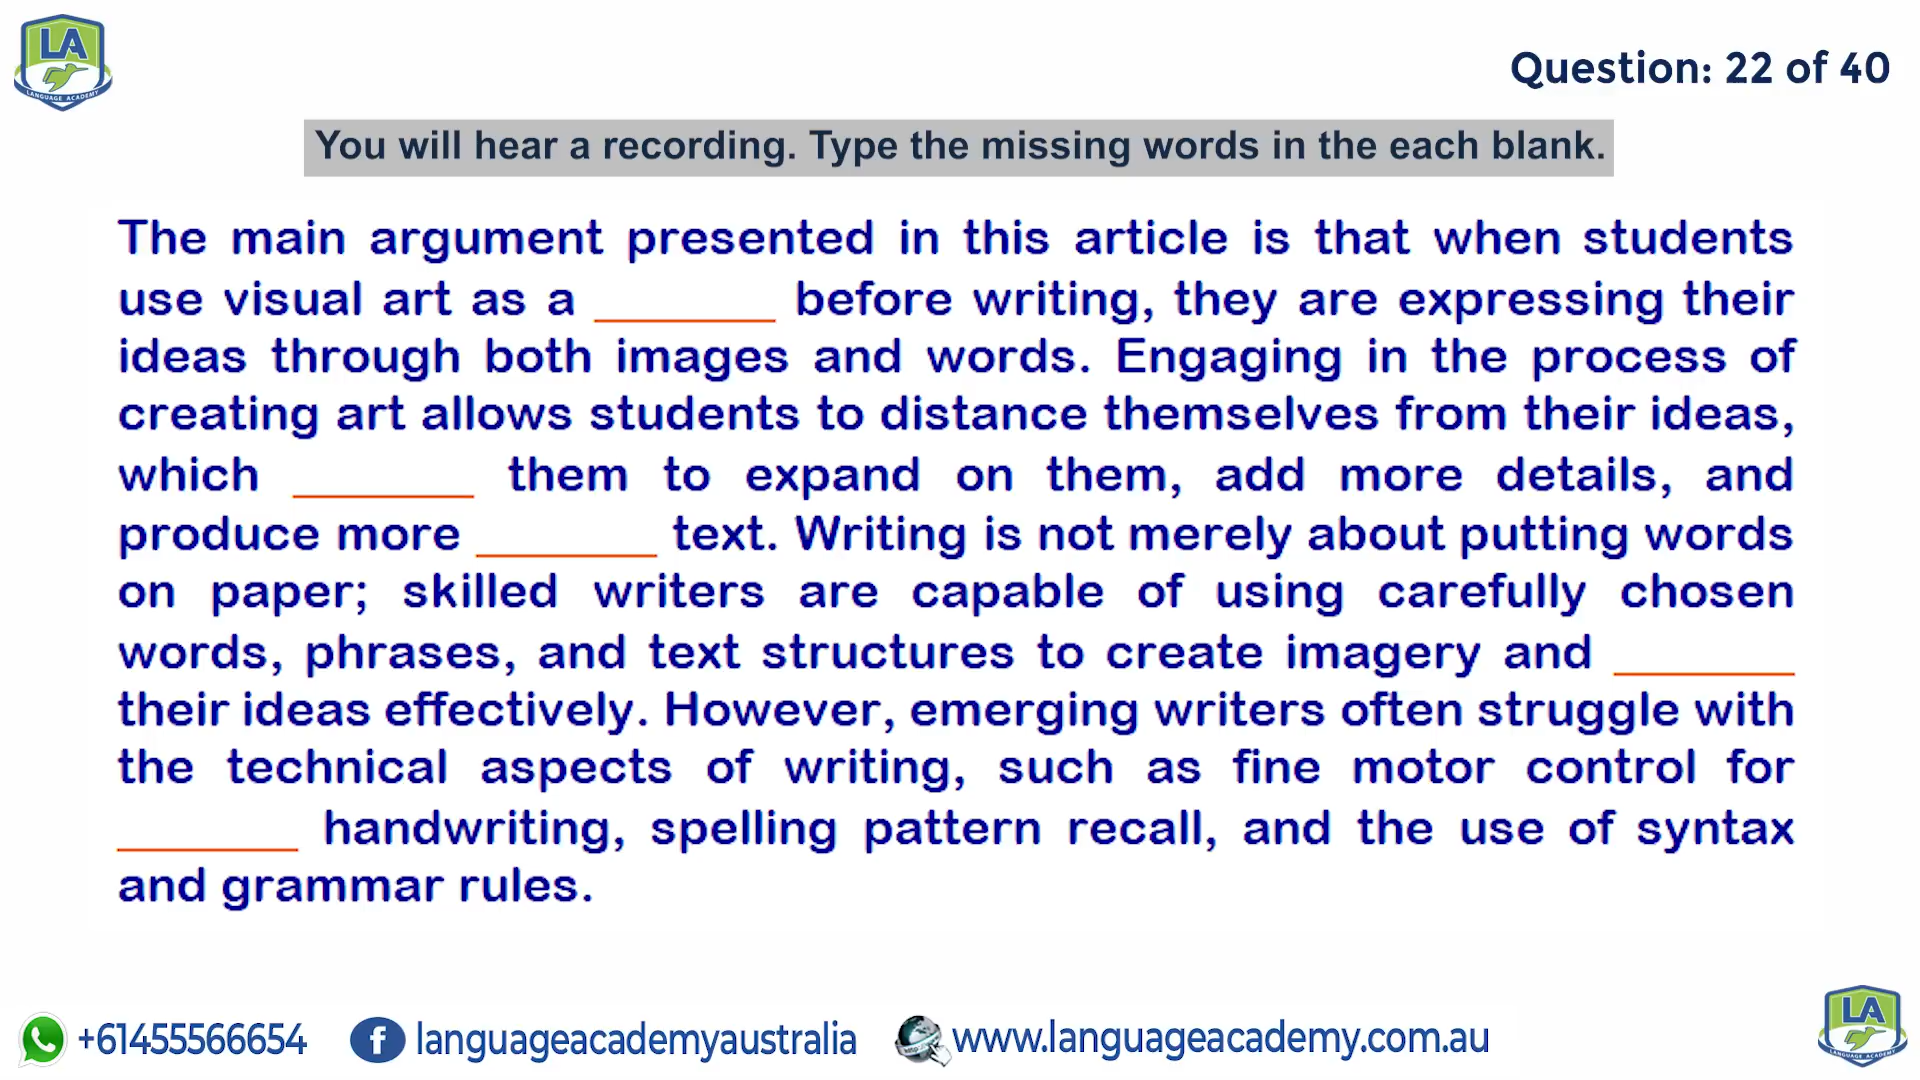 LA
LANGUAGE ACADEMY
Question: 22 of 40
You will hear a recording. Type the missing words in the each blank.
The main argument presented in this article is that when students
use visual art as a _______ before writing, they are expressing their
ideas through both images and words. Engaging in the process of
creating art allows students to distance themselves from their ideas,
which _______ them to expand on them, add more details, and
produce more _______ text. Writing is not merely about putting words
on paper; skilled writers are capable of using carefully chosen
words, phrases, and text structures to create imagery and _______
their ideas effectively. However, emerging writers often struggle with
the technical aspects of writing, such as fine motor control for
_______ handwriting, spelling pattern recall, and the use of syntax
and grammar rules.
+61455566654
languageacademyaustralia
www.languageacademy.com.au
LA
LANGUAGE ACADEMY